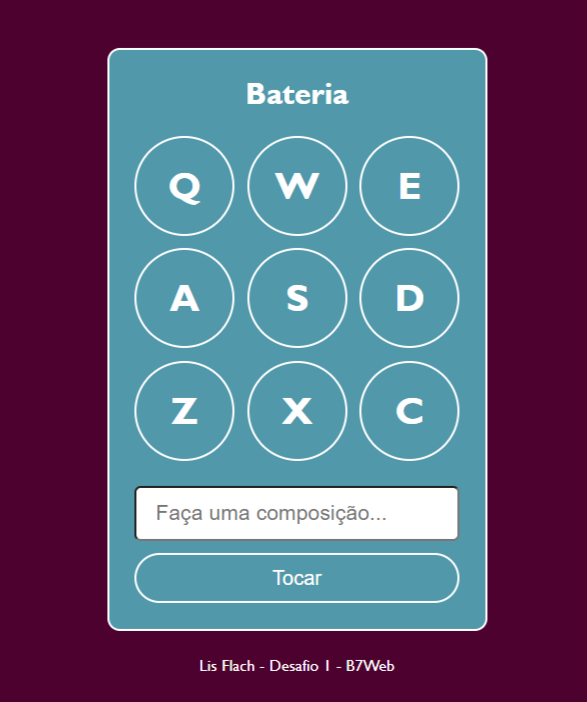 Bateria
Q W E
A S D
Z X C
Faça uma composição...
Tocar
Lis Flach - Desafio 1 - B7Web